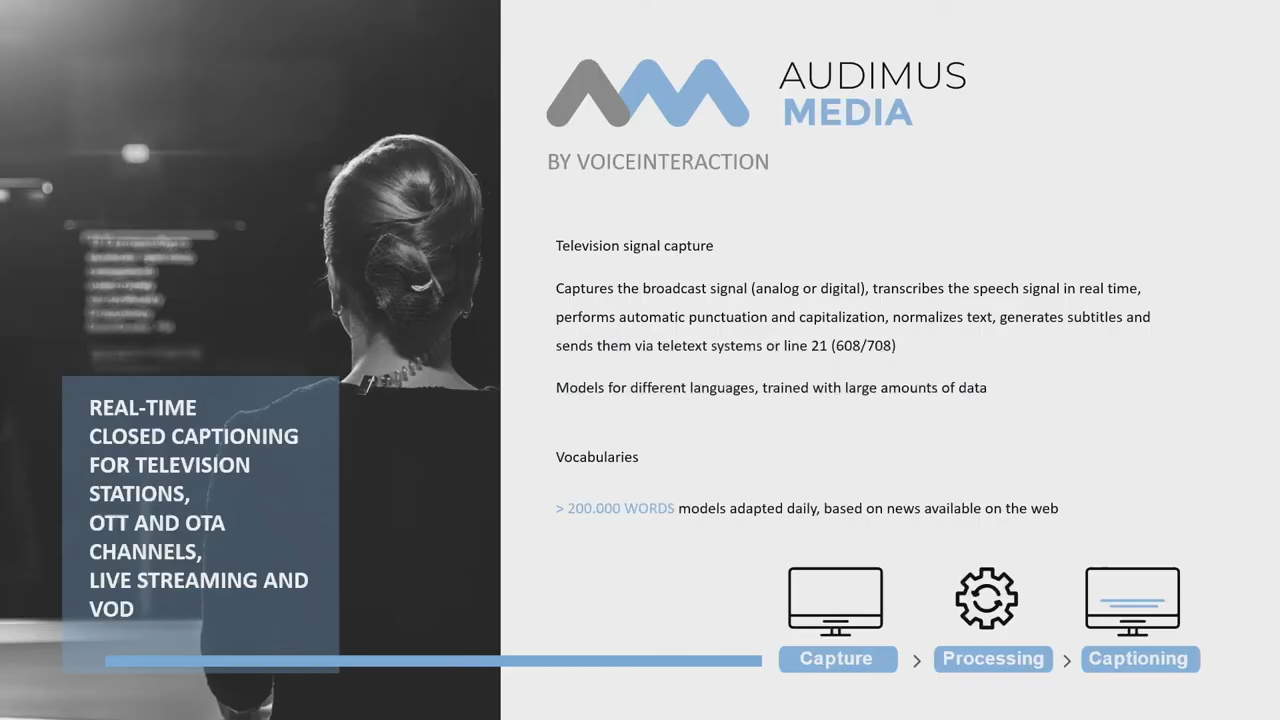 AUDIMUS
MEDIA
BY VOICEINTERACTION
Television signal capture
Captures the broadcast signal (analog or digital), transcribes the speech signal in real time,
performs automatic punctuation and capitalization, normalizes text, generates subtitles and
sends them via teletext systems or line 21 (608/708)
Models for different languages, trained with large amounts of data
Vocabularies
> 200.000 WORDS models adapted daily, based on news available on the web
REAL-TIME
CLOSED CAPTIONING
FOR TELEVISION
STATIONS,
OTT AND OTA
CHANNELS,
LIVE STREAMING AND
VOD
Capture > Processing > Captioning